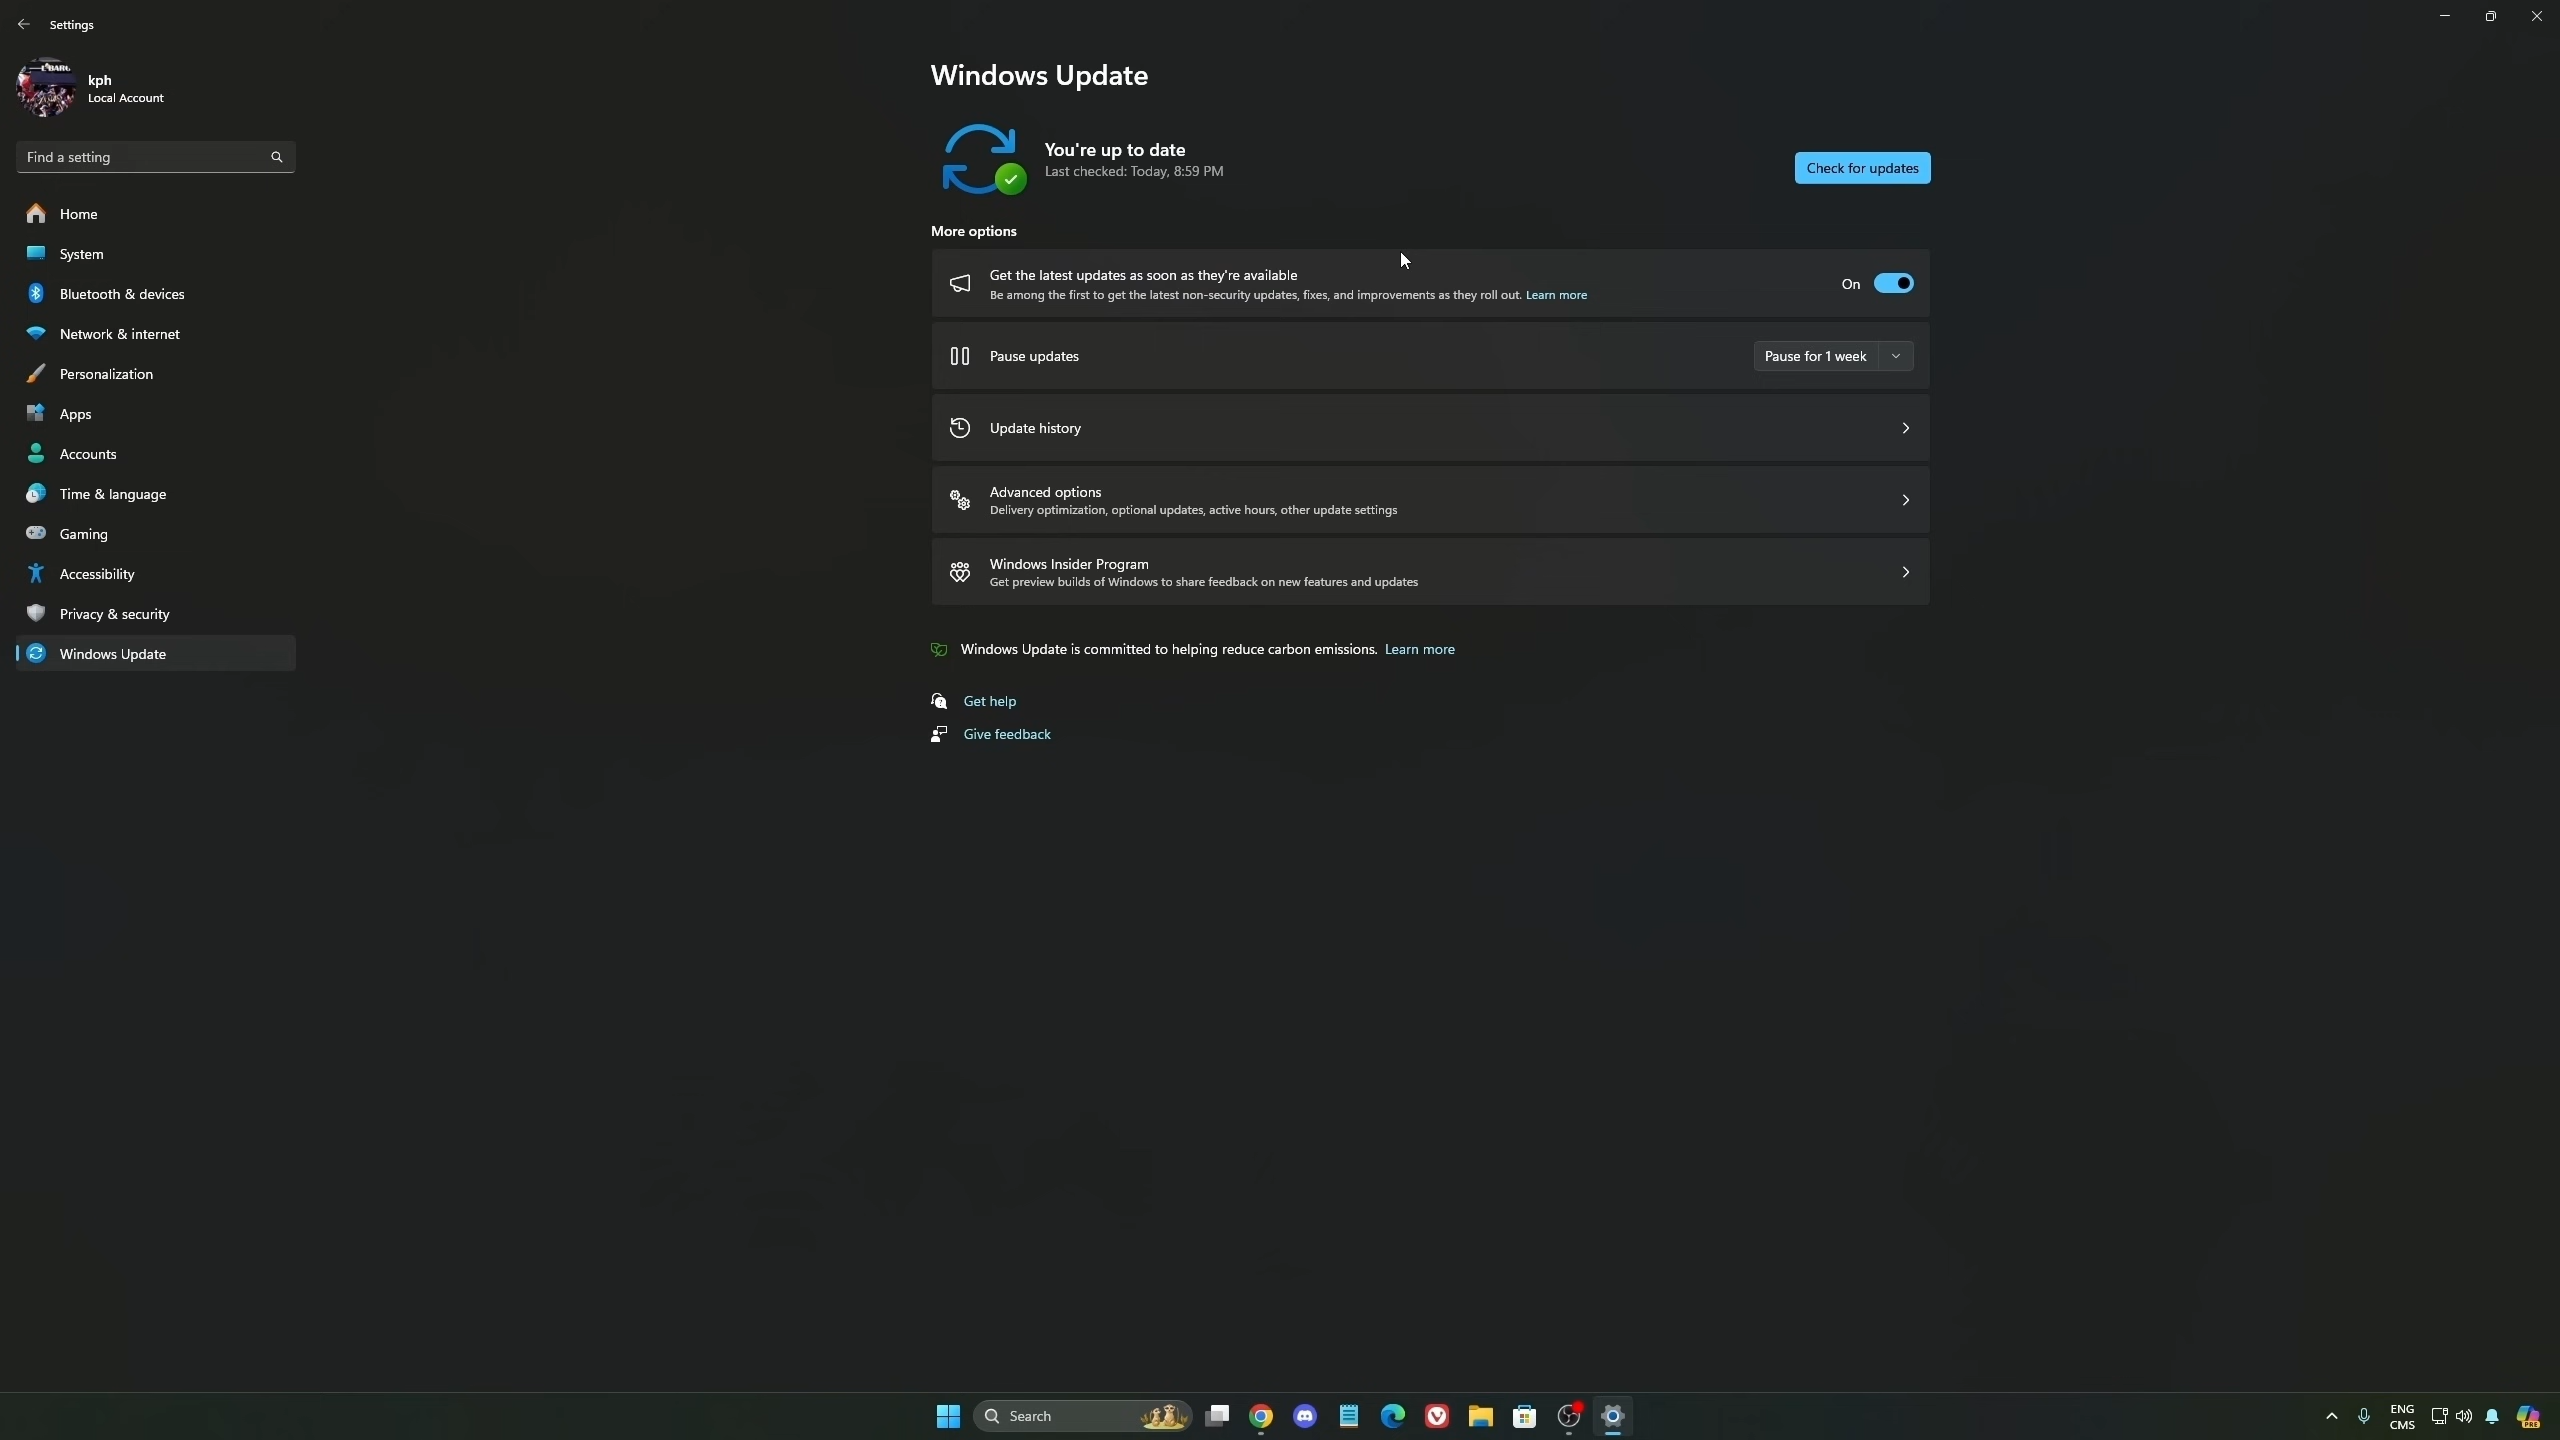 Settings
kph
Local Account
Find a setting
Home
System
Bluetooth & devices
Network & internet
Personalization
Apps
Accounts
Time & language
Gaming
Accessibility
Privacy & security
Windows Update
Windows Update
You're up to date
Last checked: Today, 8:59 PM
Check for updates
More options
Get the latest updates as soon as they're available
Be among the first to get the latest non-security updates, fixes, and improvements as they roll out. Learn more
On
Pause updates
Pause for 1 week
Update history
Advanced options
Delivery optimization, optional updates, active hours, other update settings
Windows Insider Program
Get preview builds of Windows to share feedback on new features and updates
Windows Update is committed to helping reduce carbon emissions. Learn more
Get help
Give feedback
Search
ENG
CMS
PRE